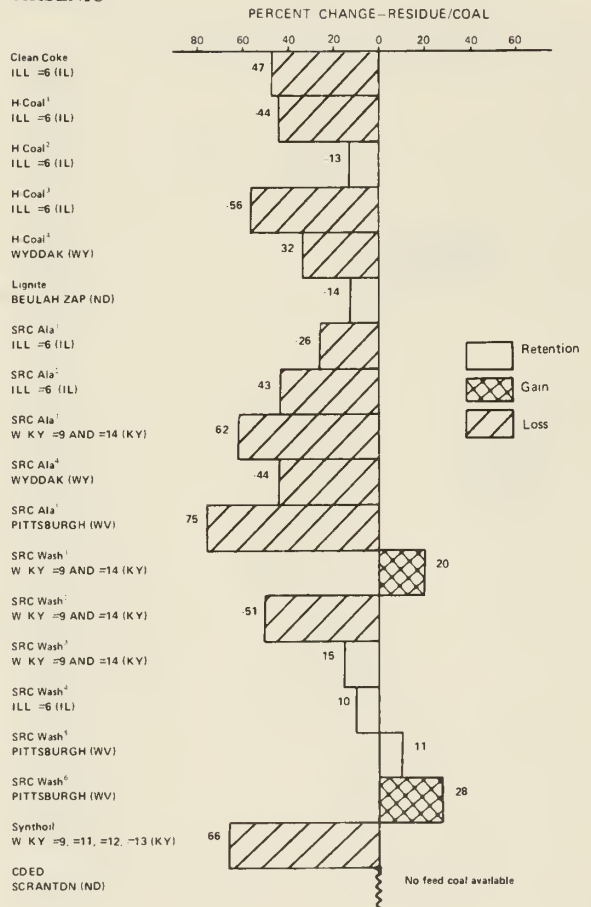 PERCENT CHANGE—RESIDUE/COAL
80 60 40 20 0 20 40 60
Clean Coke
ILL =6 (IL)
47
H-Coal¹
ILL =6 (IL)
-44
H Coal²
ILL =6 (IL)
-13
H-Coal³
ILL =6 (IL)
-56
H-Coal⁴
WYDDAK (WY)
32
Lignite
BEULAH ZAP (ND)
-14
SRC Ala¹
ILL =6 (IL)
-26
SRC Ala²
ILL =6 (IL)
43
SRC Ala³
W KY =9 AND =14 (KY)
62
SRC Ala⁴
WYDDAK (WY)
-44
SRC Ala⁵
PITTSBURGH (WV)
75
SRC Wash¹
W KY =9 AND =14 (KY)
20
SRC Wash²
W KY =9 AND =14 (KY)
-51
SRC Wash³
W KY =9 AND =14 (KY)
15
SRC Wash⁴
ILL =6 (IL)
10
SRC Wash⁵
PITTSBURGH (WV)
11
SRC Wash⁶
PITTSBURGH (WV)
28
Synthoil
W KY =9, =11, =12, =13 (KY)
66
CDED
SCRANTDN (ND)
No feed coal available
Retention
Gain
Loss